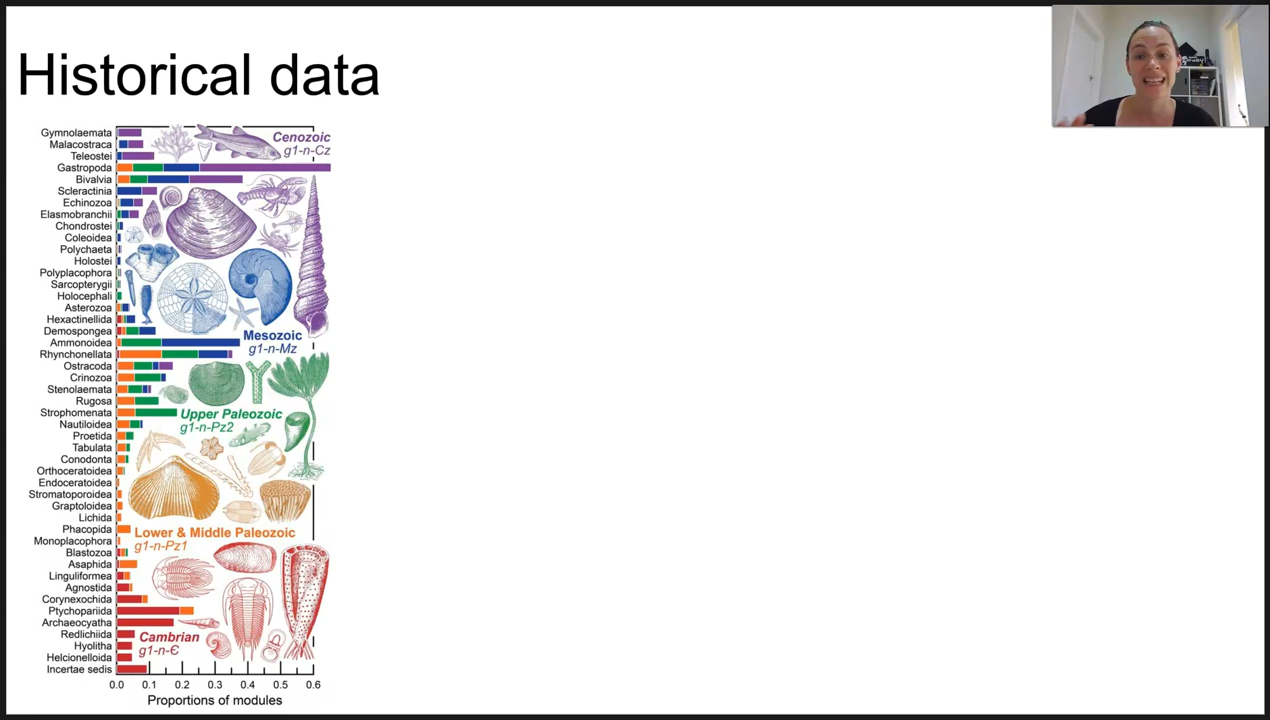 Historical data
Gymnolaemata
Malacostraca
Teleostei
Gastropoda
Bivalvia
Scleractinia
Echinozoa
Elasmobranchii
Chondrostei
Coleoidea
Polychaeta
Holostei
Polyplacophora
Sarcopterygii
Holocephali
Asterozoa
Hexactinellida
Demospongea
Ammonoidea
Rhynchonellata
Ostracoda
Crinozoa
Stenolaemata
Rugosa
Strophomenata
Nautiloidea
Proetida
Tabulata
Conodonta
Orthoceratoidea
Endoceratoidea
Stromatoporoidea
Graptoloidea
Lichida
Phacopida
Monoplacophora
Blastozoa
Asaphida
Linguliformea
Agnostida
Corynexochida
Ptychopariida
Archaeocyatha
Redlichiida
Hyolitha
Helcionelloida
Incertae sedis
Cenozoic
g1-n-Cz
Mesozoic
g1-n-Mz
Upper Paleozoic
g1-n-Pz2
Lower & Middle Paleozoic
g1-n-Pz1
Cambrian
g1-n-Є
0.0 0.1 0.2 0.3 0.4 0.5 0.6
Proportions of modules